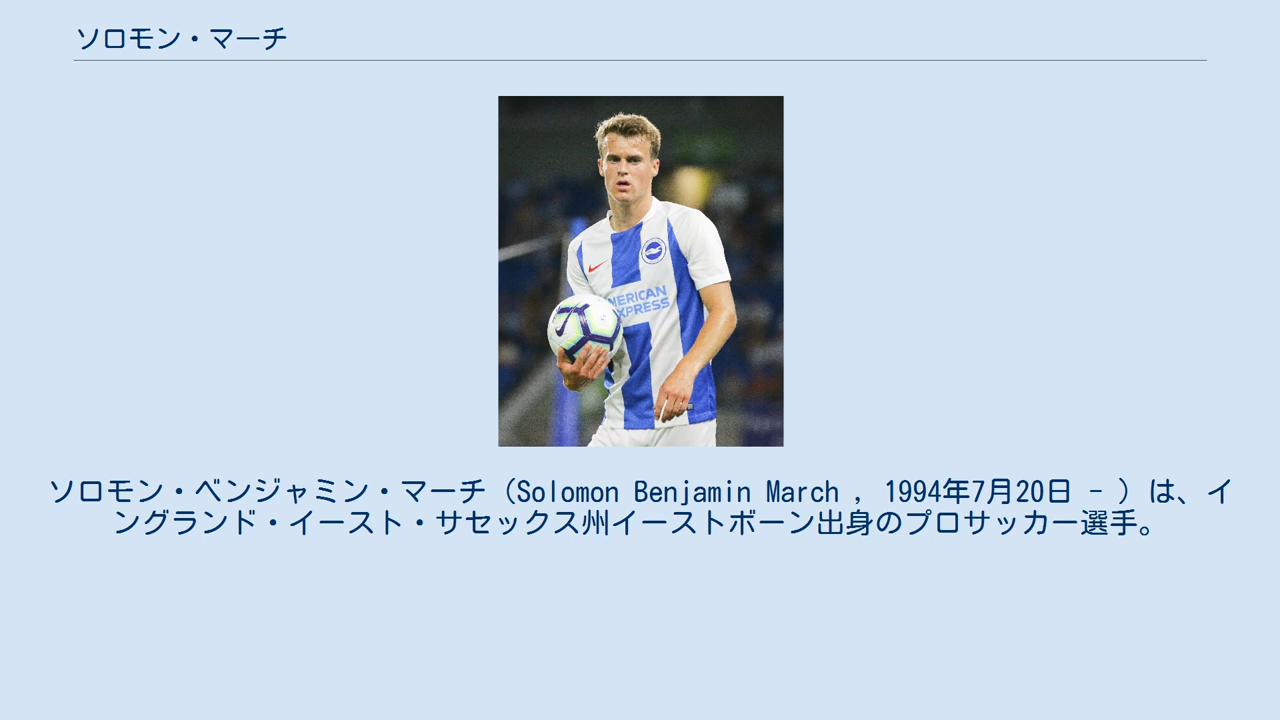 ソロモン・マーチ
MERICAN
XPRESS
ソロモン・ベンジャミン・マーチ（Solomon Benjamin March , 1994年7月20日 - ）は、イ
ングランド・イースト・サセックス州イーストボーン出身のプロサッカー選手。